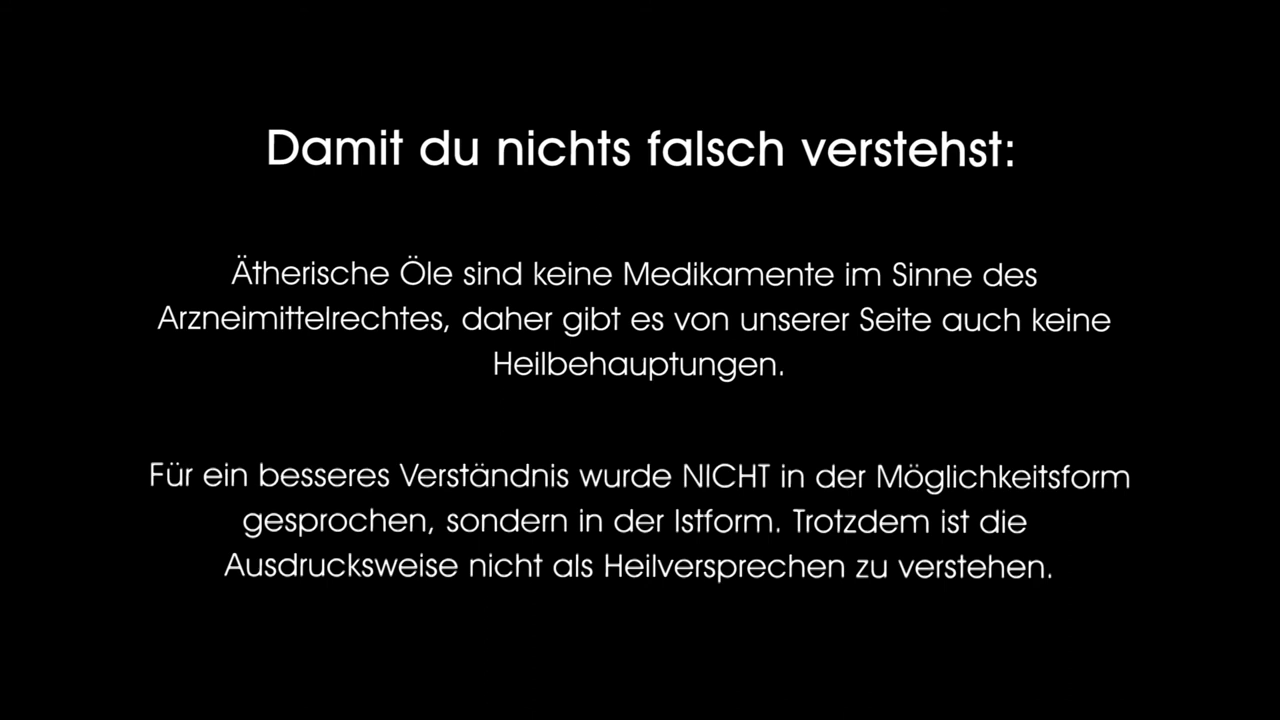 Damit du nichts falsch verstehst:
Ätherische Öle sind keine Medikamente im Sinne des
Arzneimittelrechtes, daher gibt es von unserer Seite auch keine
Heilbehauptungen.
Für ein besseres Verständnis wurde NICHT in der Möglichkeitsform
gesprochen, sondern in der Istform. Trotzdem ist die
Ausdrucksweise nicht als Heilversprechen zu verstehen.